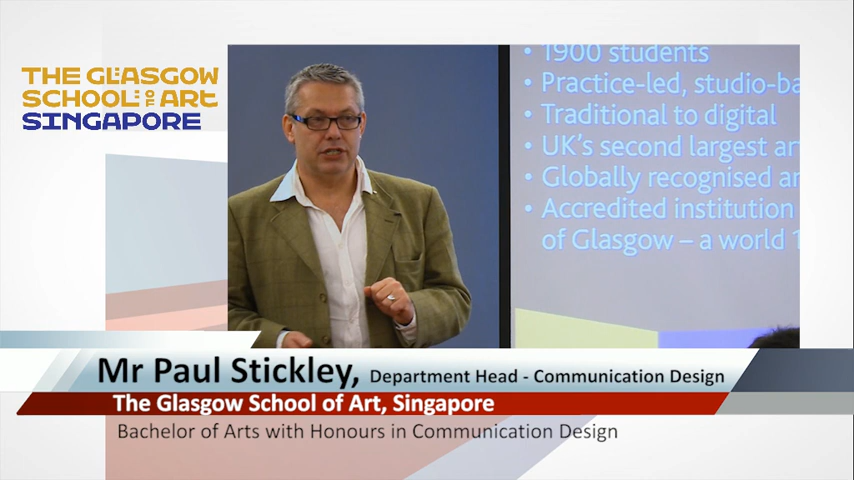 THE GLASGOW
SCHOOL OF ART
SINGAPORE
• 1900 students
• Practice-led, studio-ba
• Traditional to digital
• UK's second largest ar
• Globally recognised ar
• Accredited institution
of Glasgow – a world
Mr Paul Stickley, Department Head - Communication Design
The Glasgow School of Art, Singapore
Bachelor of Arts with Honours in Communication Design